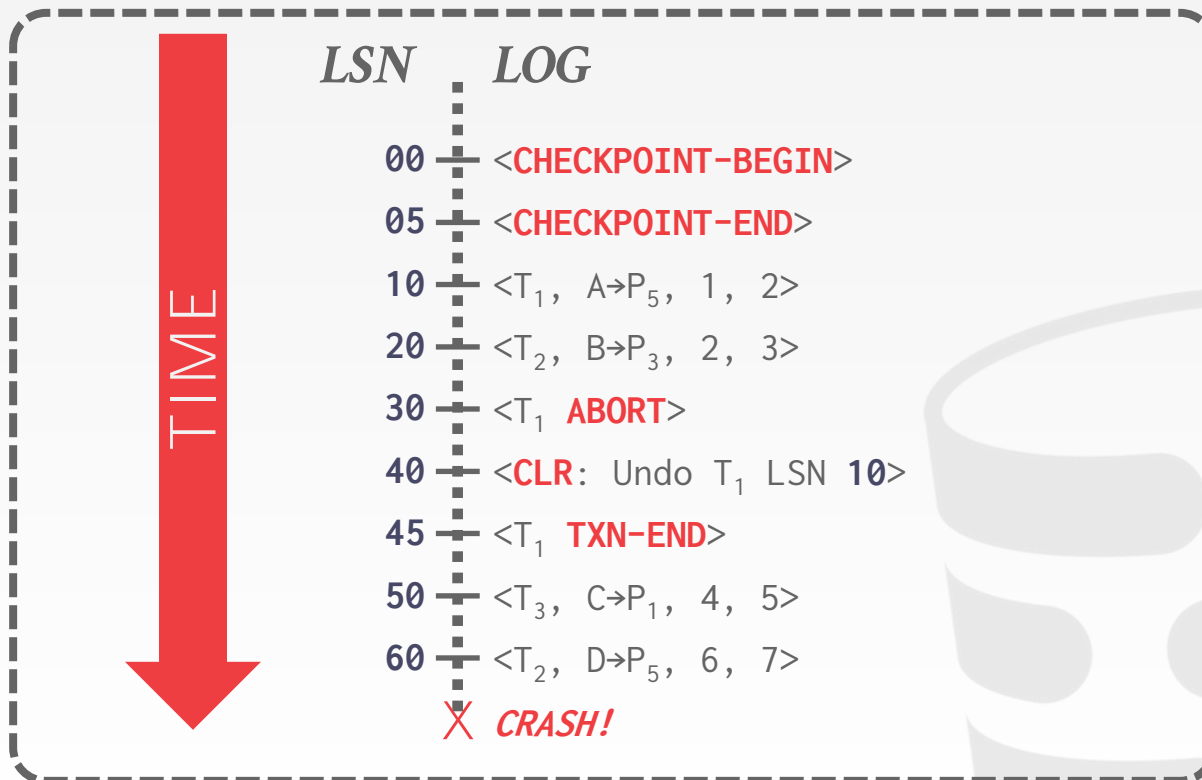 LSN LOG
00 <CHECKPOINT-BEGIN>
05 <CHECKPOINT-END>
10 <T₁, A→P₅, 1, 2>
20 <T₂, B→P₃, 2, 3>
30 <T₁ ABORT>
40 <CLR: Undo T₁ LSN 10>
45 <T₁ TXN-END>
50 <T₃, C→P₁, 4, 5>
60 <T₂, D→P₅, 6, 7>
X CRASH!
TIME